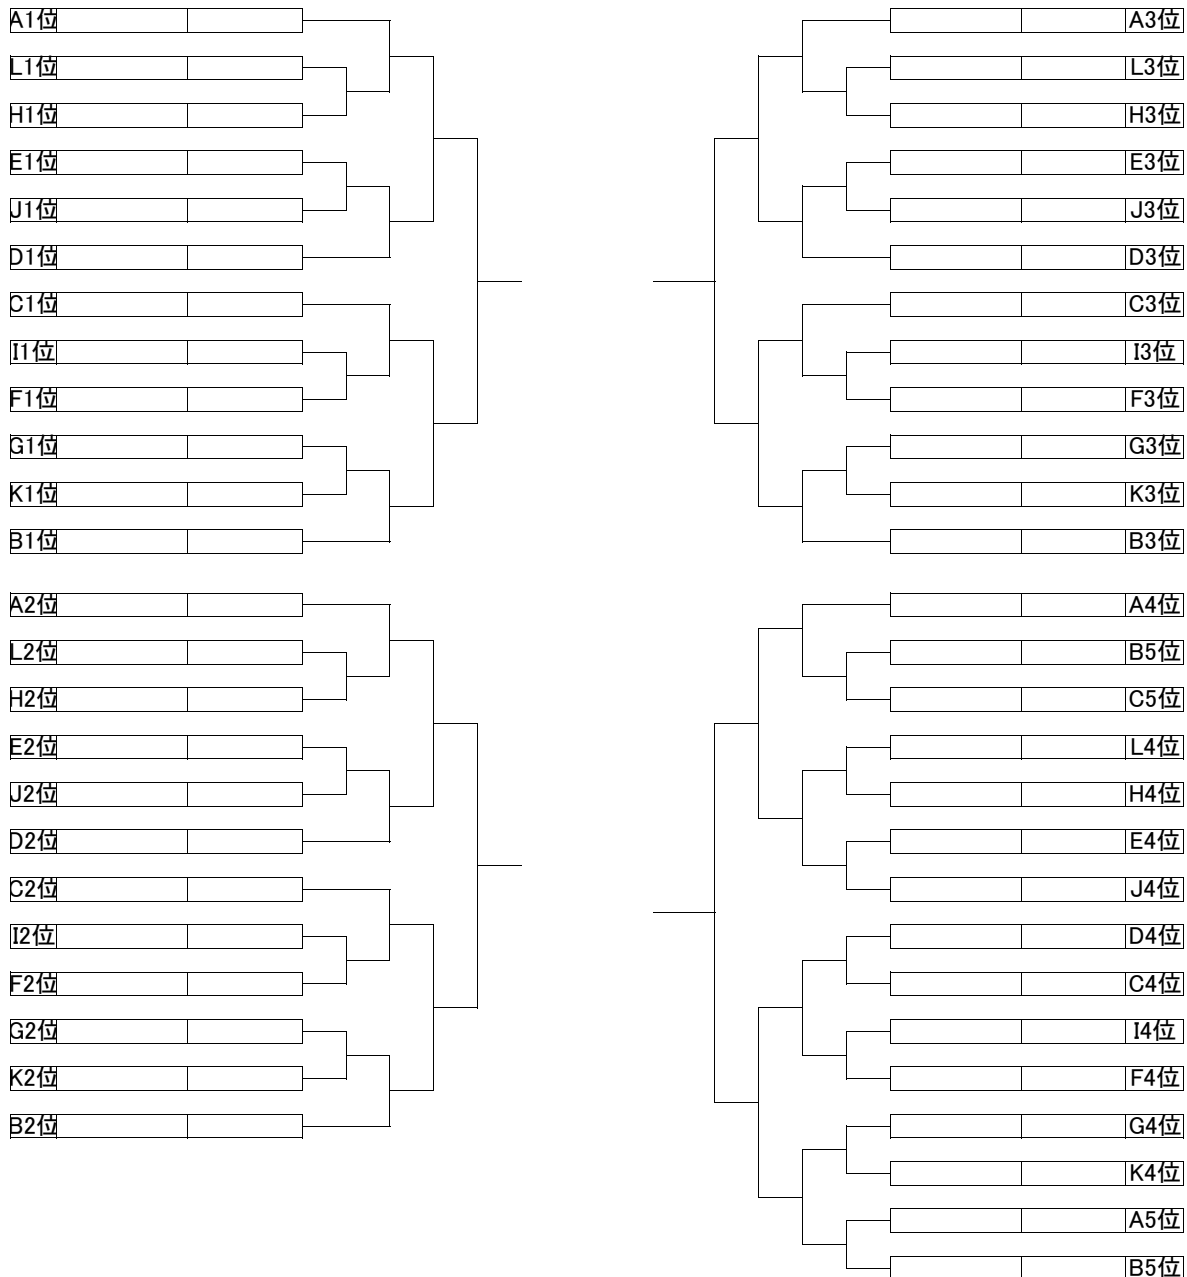 A1位
L1位
H1位
E1位
J1位
D1位
C1位
I1位
F1位
G1位
K1位
B1位
A2位
L2位
H2位
E2位
J2位
D2位
C2位
I2位
F2位
G2位
K2位
B2位
A3位
L3位
H3位
E3位
J3位
D3位
C3位
I3位
F3位
G3位
K3位
B3位
A4位
B5位
C5位
L4位
H4位
E4位
J4位
D4位
C4位
I4位
F4位
G4位
K4位
A5位
B5位